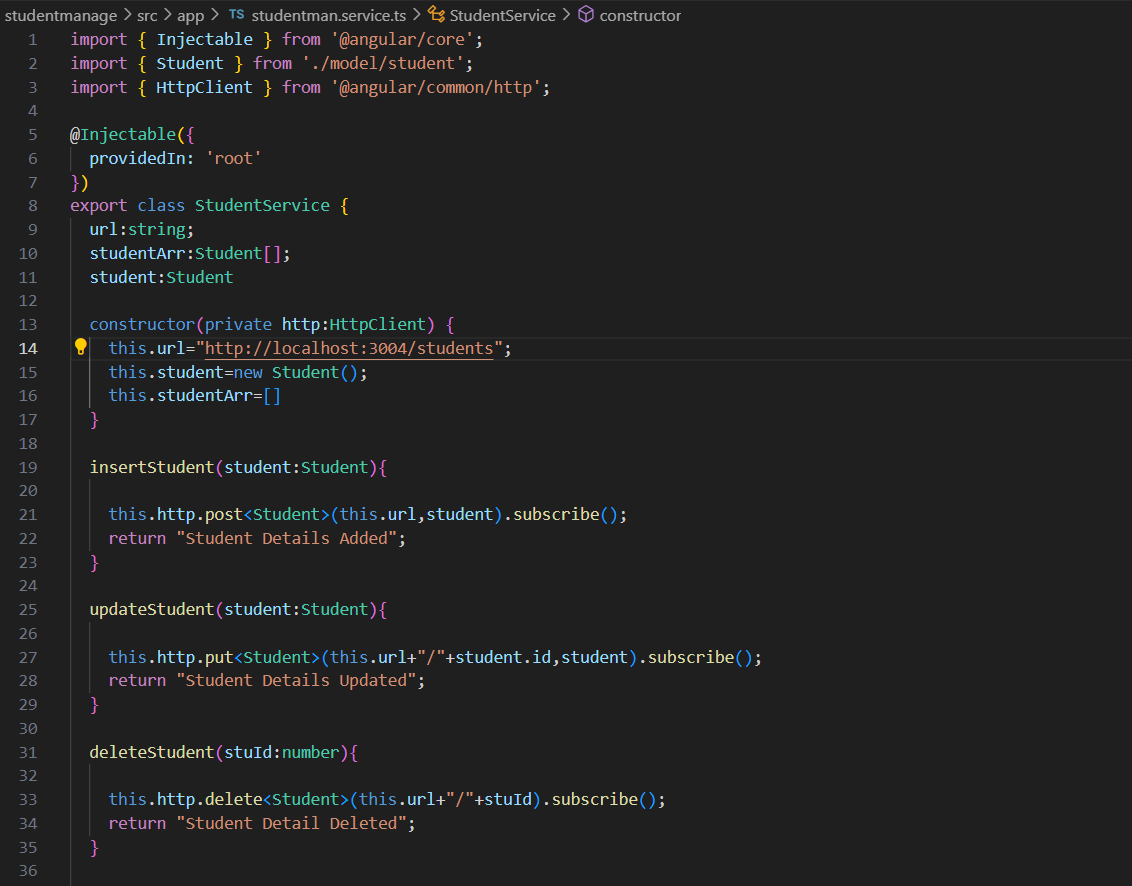 studentmanage > src > app > TS studentman.service.ts > StudentService > constructor
1 import { Injectable } from '@angular/core';
2 import { Student } from './model/student';
3 import { HttpClient } from '@angular/common/http';
4
5 @Injectable({
6   providedIn: 'root'
7 })
8 export class StudentService {
9   url:string;
10   studentArr:Student[];
11   student:Student
12
13   constructor(private http:HttpClient) {
14     this.url="http://localhost:3004/students";
15     this.student=new Student();
16     this.studentArr=[]
17   }
18
19   insertStudent(student:Student){
20
21     this.http.post<Student>(this.url,student).subscribe();
22     return "Student Details Added";
23   }
24
25   updateStudent(student:Student){
26
27     this.http.put<Student>(this.url+"/"+student.id,student).subscribe();
28     return "Student Details Updated";
29   }
30
31   deleteStudent(stuId:number){
32
33     this.http.delete<Student>(this.url+"/"+stuId).subscribe();
34     return "Student Detail Deleted";
35   }
36